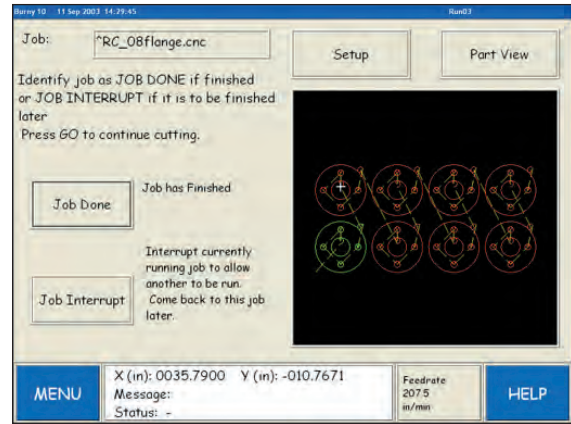 Burny 10 11 Sep 2003 14:29:45
Run03
Job:
^RC_08flange.cnc
Setup
Part View
Identify job as JOB DONE if finished
or JOB INTERRUPT if it is to be finished
later
Press GO to continue cutting.
Job Done
Job has Finished
Job Interrupt
Interrupt currently
running job to allow
another to be run.
Come back to this job
later.
MENU
X (in): 0035.7900 Y (in): -010.7671
Message:
Status: -
Feedrate
207.5
in/min
HELP